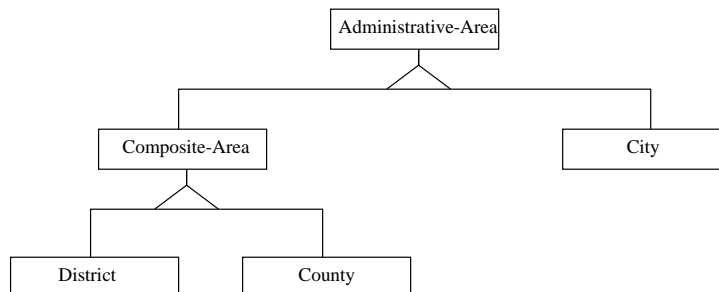 Administrative-Area
Composite-Area
City
District
County